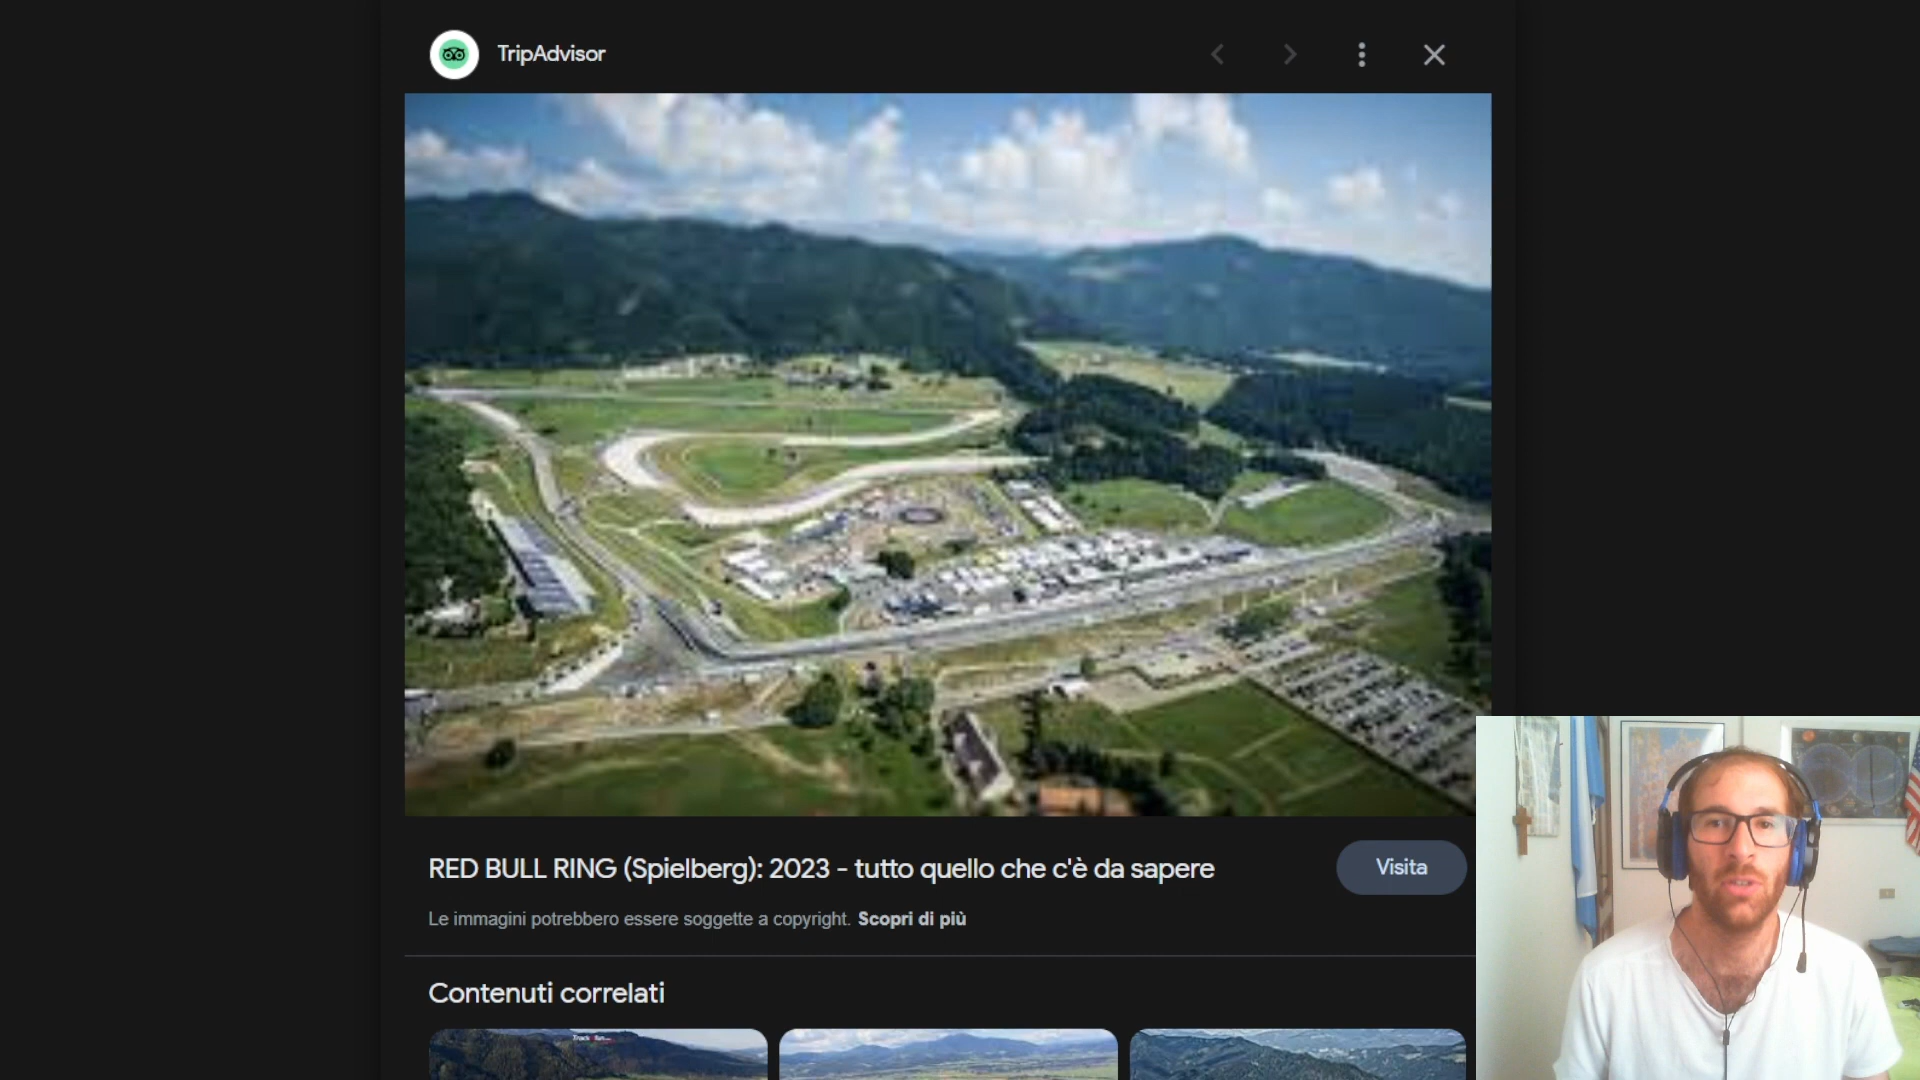 TripAdvisor
RED BULL RING (Spielberg): 2023 - tutto quello che c'è da sapere
Visita
Le immagini potrebbero essere soggette a copyright. Scopri di più
Contenuti correlati